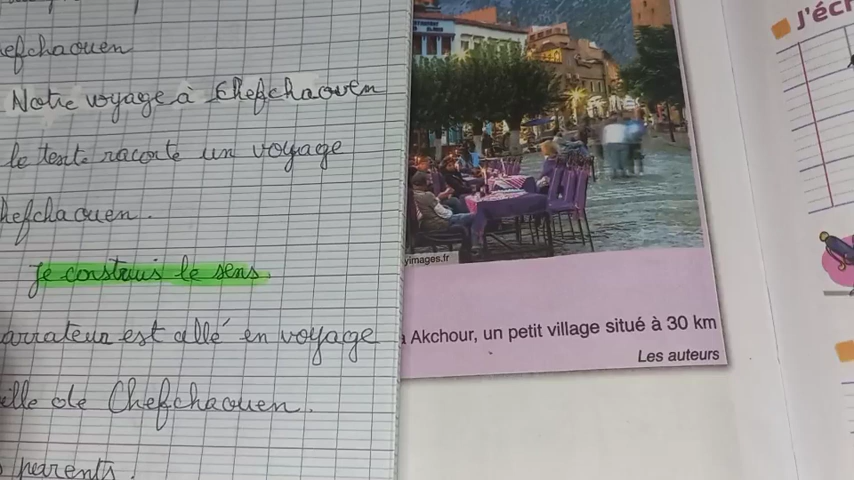 efchaouen
Notre voyage à Chefchaouen
le texte raconte un voyage
hefchaouen.
je construis le sens
arrateur est allé en voyage
ille de Chefchaouen.
parents.
yimages.fr
Akchour, un petit village situé à 30 km
Les auteurs
J'éc